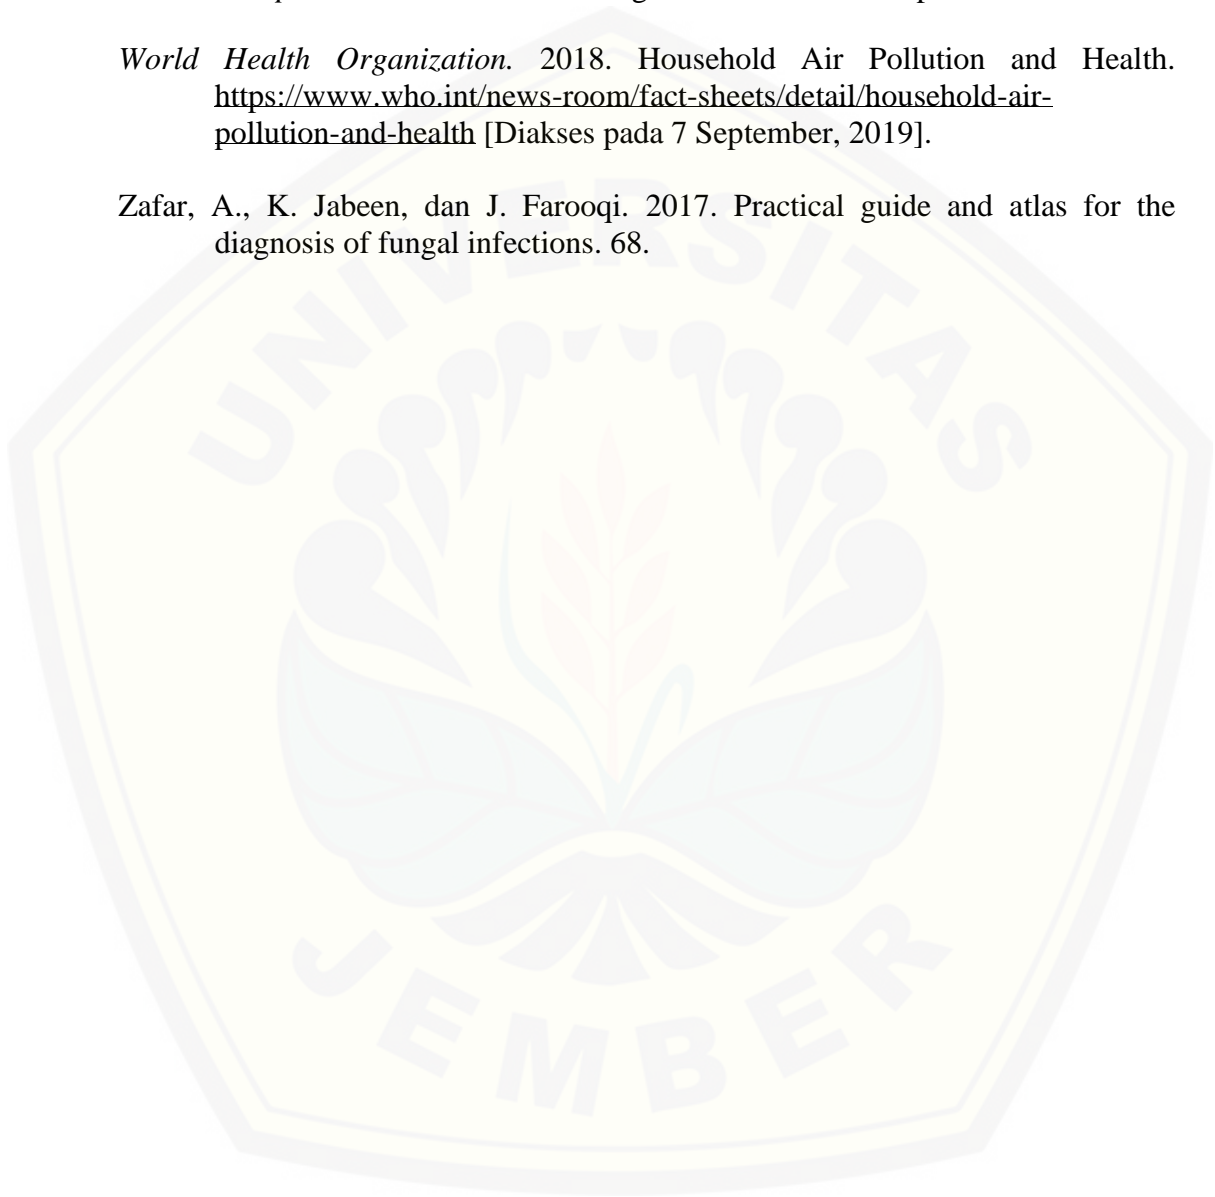 World Health Organization. 2018. Household Air Pollution and Health.
https://www.who.int/news-room/fact-sheets/detail/household-air-
pollution-and-health [Diakses pada 7 September, 2019].
Zafar, A., K. Jabeen, dan J. Farooqi. 2017. Practical guide and atlas for the
diagnosis of fungal infections. 68.
UNIVERSITAS
JEMBER